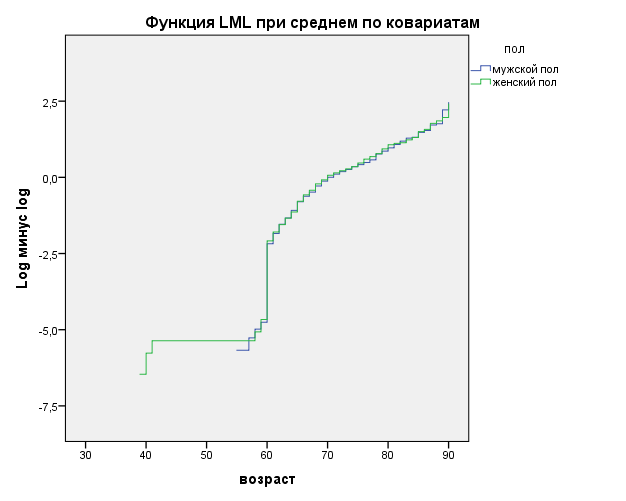 Функция LML при среднем по ковариатам
пол
мужской пол
женский пол
Log минус log
2,5
0,0
-2,5
-5,0
-7,5
30 40 50 60 70 80 90
возраст